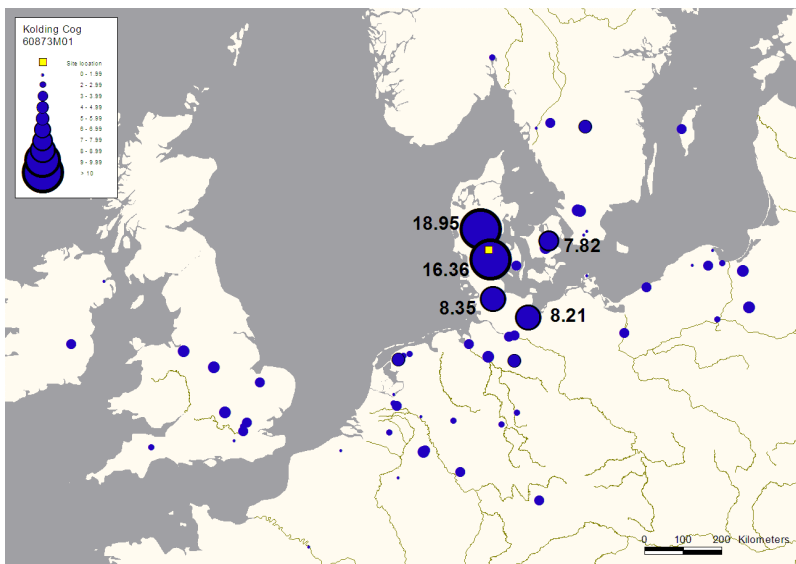 Kolding Cog
60873M01
Site location
0 - 1.99
2 - 2.99
3 - 3.99
4 - 4.99
5 - 5.99
6 - 6.99
7 - 7.99
8 - 8.99
9 - 9.99
> 10
18.95
7.82
16.36
8.35
8.21
0 100 200 Kilometers